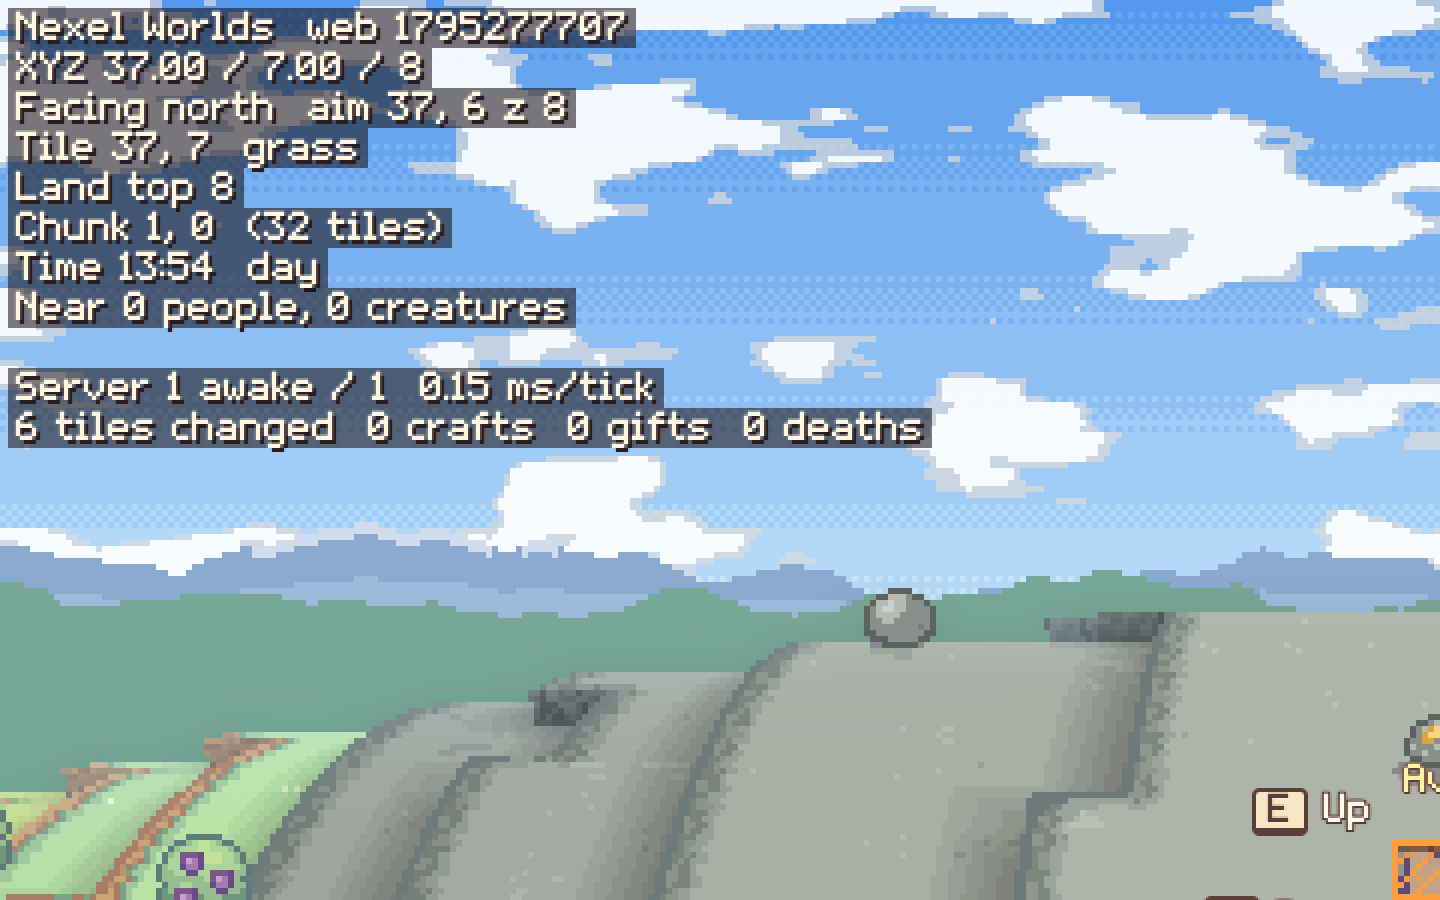 Nexel Worlds web 1795277707
XYZ 37.00 / 7.00 / 8
Facing north aim 37, 6 z 8
Tile 37, 7 grass
Land top 8
Chunk 1, 0 (32 tiles)
Time 13:54 day
Near 0 people, 0 creatures
Server 1 awake / 1 0.15 ms/tick
6 tiles changed 0 crafts 0 gifts 0 deaths
E Up